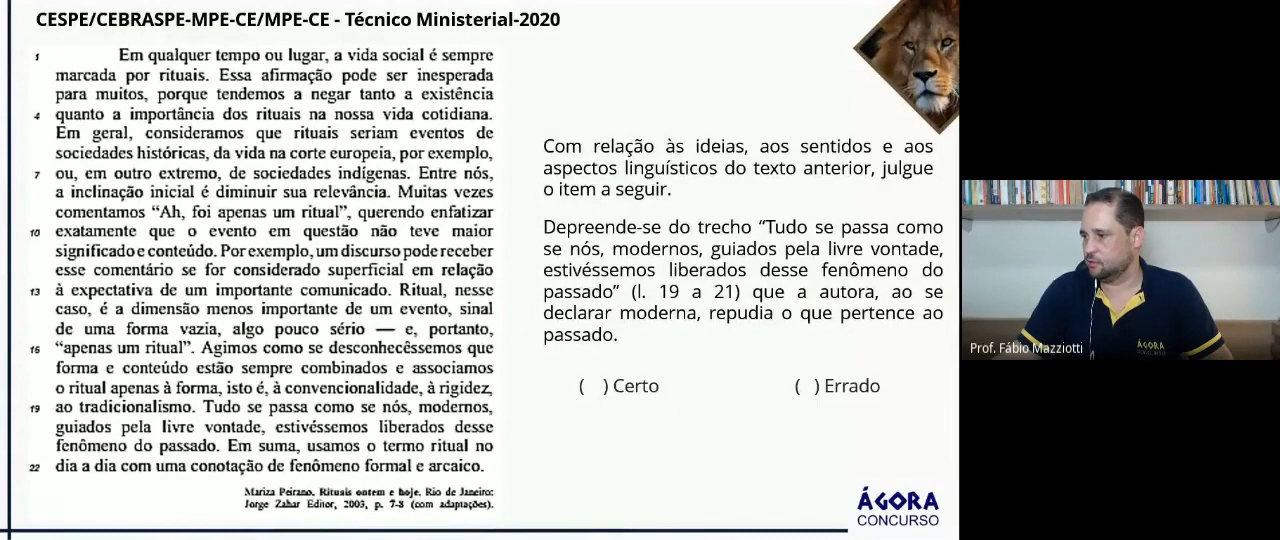 CESPE/CEBRASPE-MPE-CE/MPE-CE - Técnico Ministerial-2020
1 Em qualquer tempo ou lugar, a vida social é sempre
marcada por rituais. Essa afirmação pode ser inesperada
para muitos, porque tendemos a negar tanto a existência
4 quanto a importância dos rituais na nossa vida cotidiana.
Em geral, consideramos que rituais seriam eventos de
sociedades históricas, da vida na corte europeia, por exemplo,
7 ou, em outro extremo, de sociedades indígenas. Entre nós,
a inclinação inicial é diminuir sua relevância. Muitas vezes
comentamos “Ah, foi apenas um ritual”, querendo enfatizar
10 exatamente que o evento em questão não teve maior
significado e conteúdo. Por exemplo, um discurso pode receber
esse comentário se for considerado superficial em relação
13 à expectativa de um importante comunicado. Ritual, nesse
caso, é a dimensão menos importante de um evento, sinal
de uma forma vazia, algo pouco sério — e, portanto,
16 “apenas um ritual”. Agimos como se desconhecêssemos que
forma e conteúdo estão sempre combinados e associamos
o ritual apenas à forma, isto é, à convencionalidade, à rigidez,
19 ao tradicionalismo. Tudo se passa como se nós, modernos,
guiados pela livre vontade, estivéssemos liberados desse
fenômeno do passado. Em suma, usamos o termo ritual no
22 dia a dia com uma conotação de fenômeno formal e arcaico.
Mariza Peirano. Rituais ontem e hoje. Rio de Janeiro:
Jorge Zahar Editor, 2003, p. 7-8 (com adaptações).
Com relação às ideias, aos sentidos e aos
aspectos linguísticos do texto anterior, julgue
o item a seguir.
Depreende-se do trecho “Tudo se passa como
se nós, modernos, guiados pela livre vontade,
estivéssemos liberados desse fenômeno do
passado” (l. 19 a 21) que a autora, ao se
declarar moderna, repudia o que pertence ao
passado.
( ) Certo ( ) Errado
ÁGORA
CONCURSO
Prof. Fábio Mazziotti
ÁGORA
CONCURSO